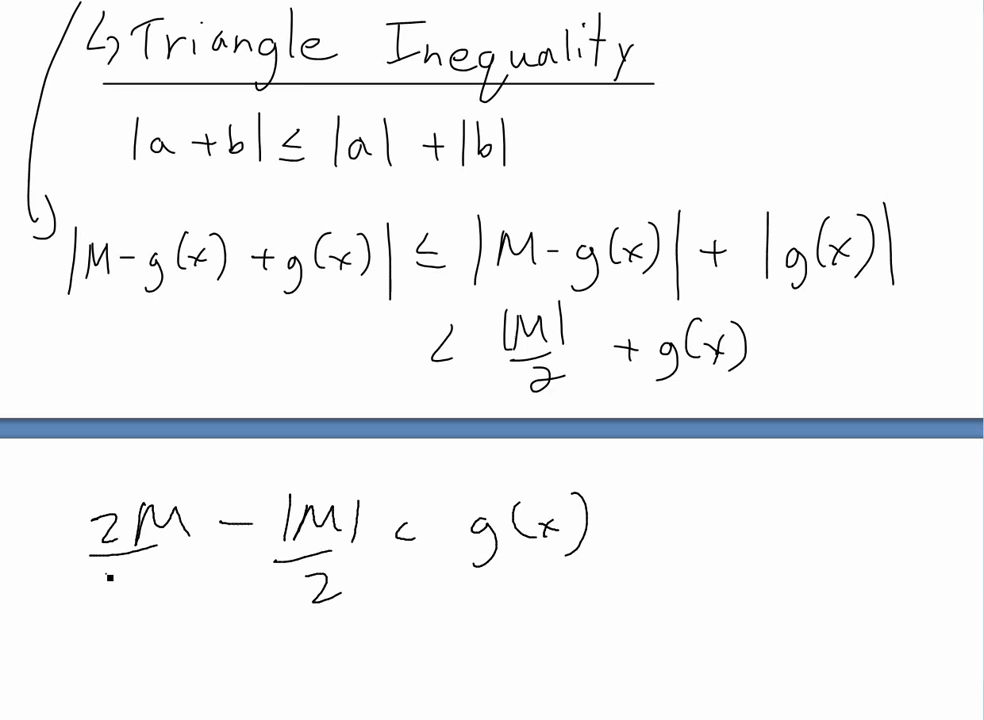 ↳ Triangle Inequality
|a + b| ≤ |a| + |b|
|M - g(x) + g(x)| ≤ |M - g(x)| + |g(x)|
< |M|/2 + g(x)
2M/ - |M|/2 < g(x)